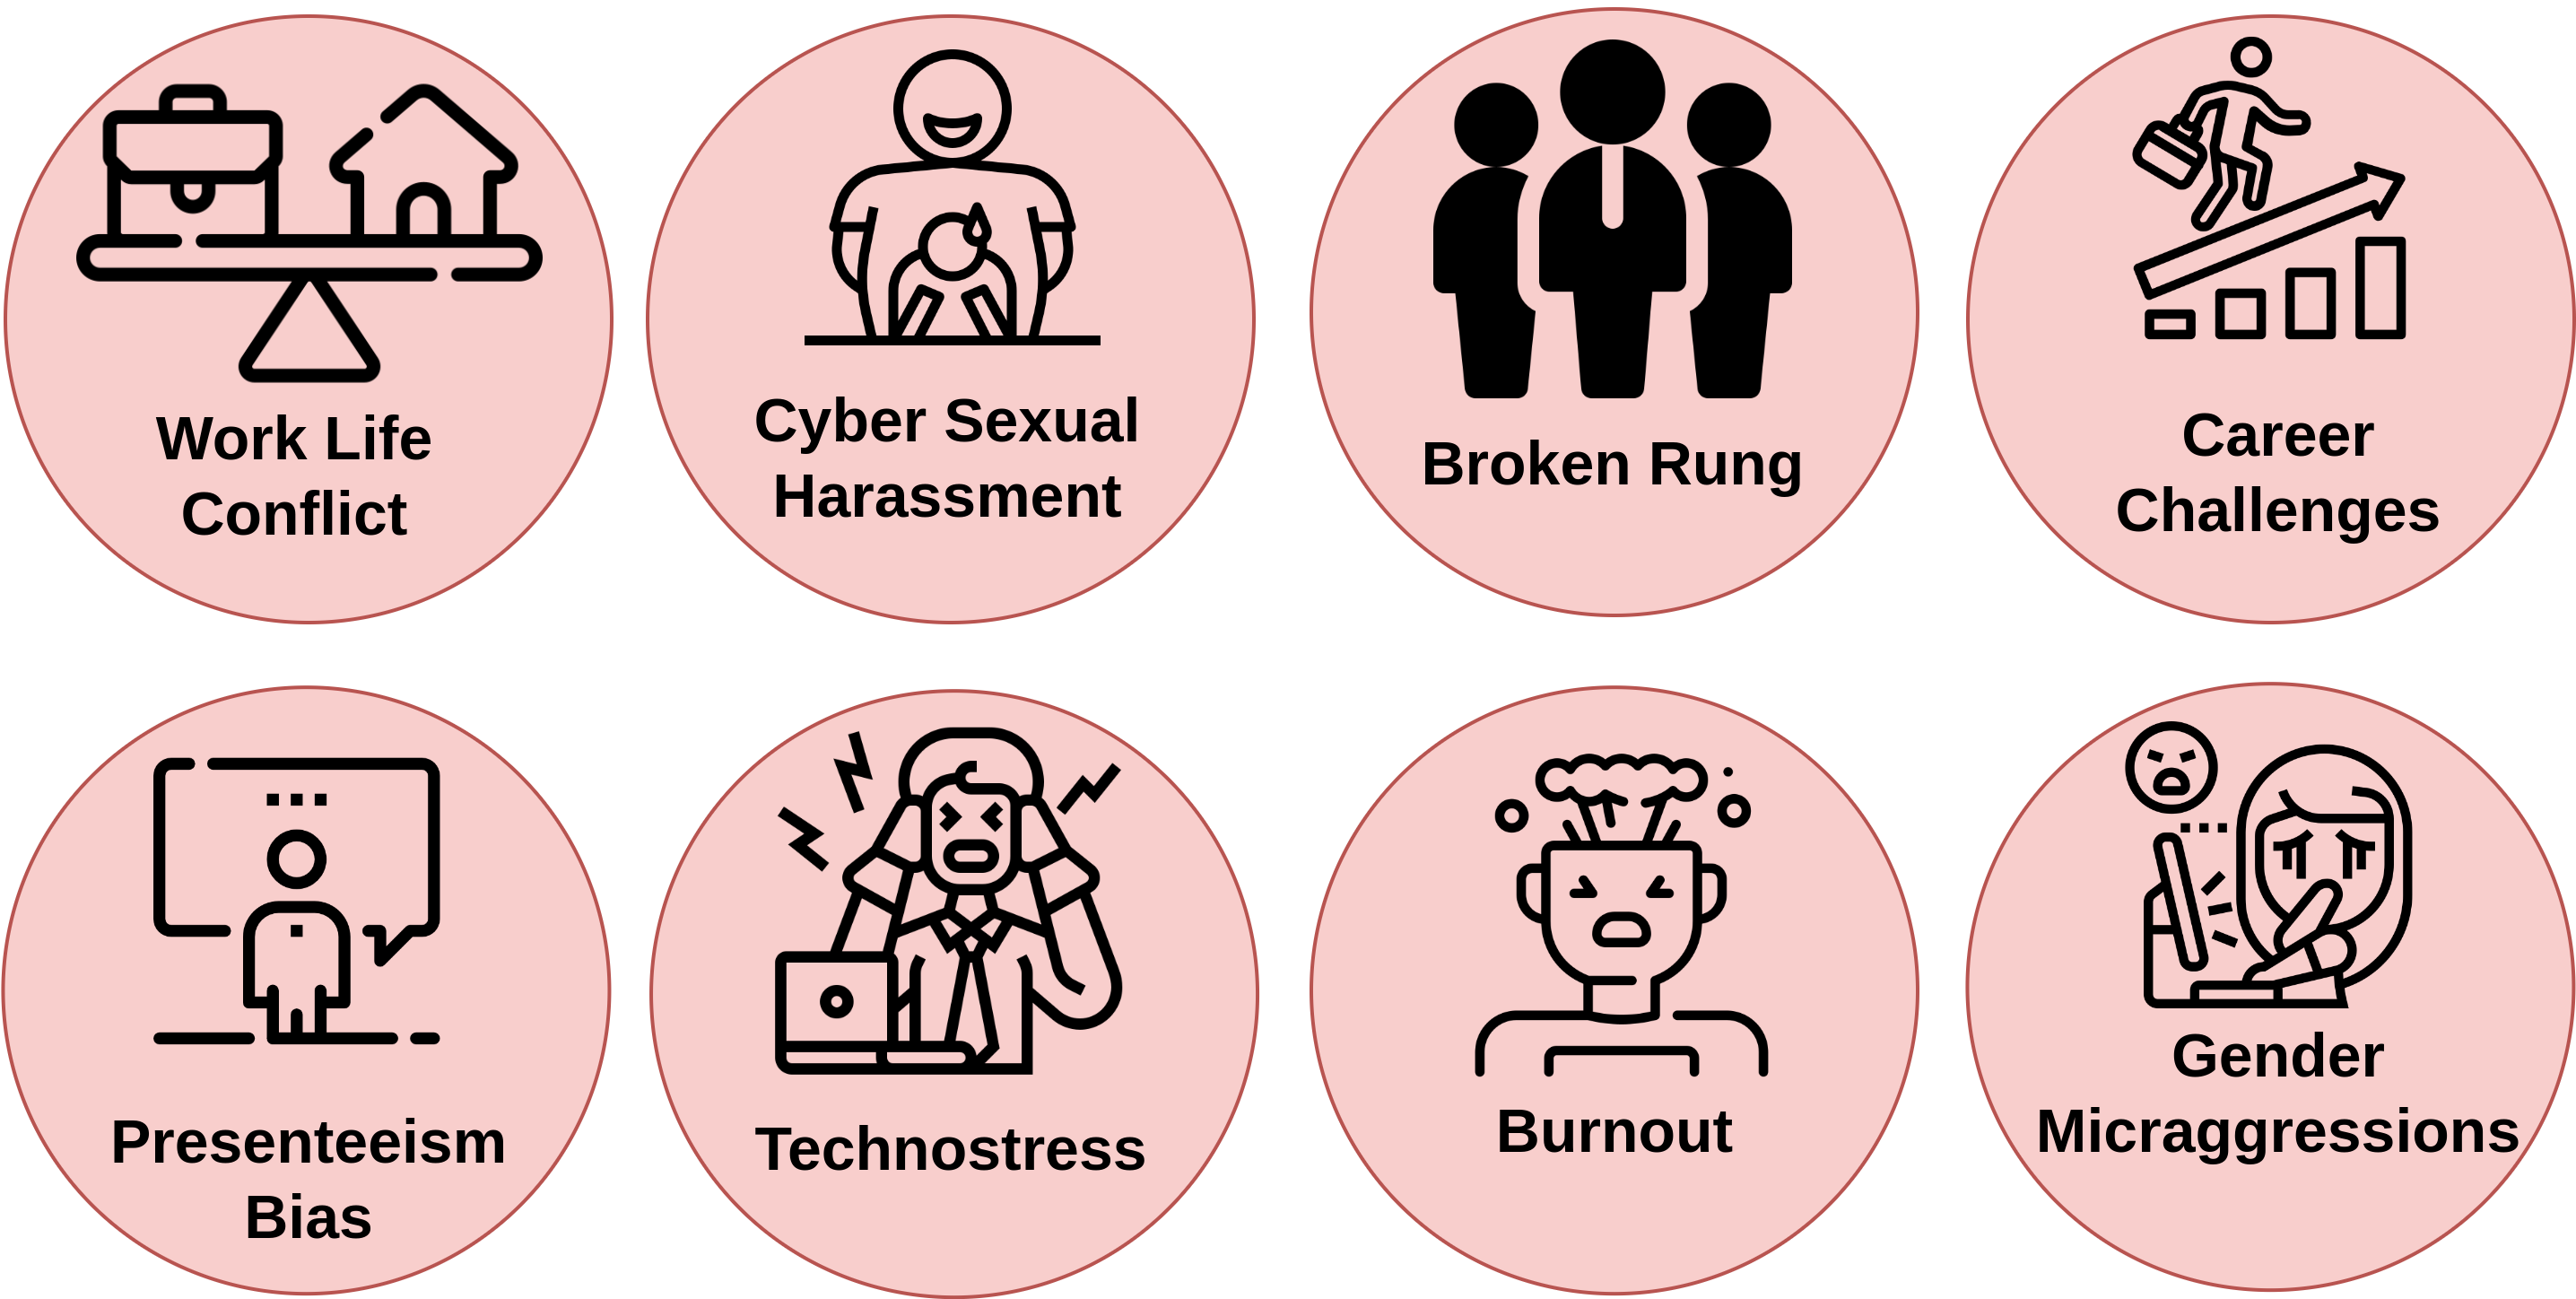 Work Life
Conflict
Cyber Sexual
Harassment
Broken Rung
Career
Challenges
Presenteeism
Bias
Technostress
Burnout
Gender
Micraggressions